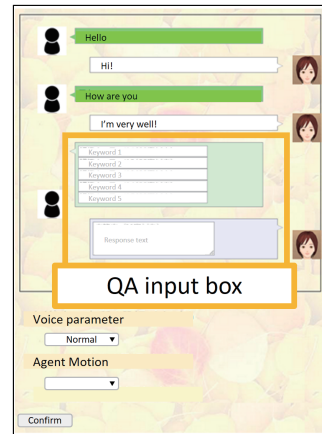 Hello
Hi!
How are you
I'm very well!
Keyword 1
Keyword 2
Keyword 3
Keyword 4
Keyword 5
Response text
QA input box
Voice parameter
Normal ▼
Agent Motion
▼
Confirm